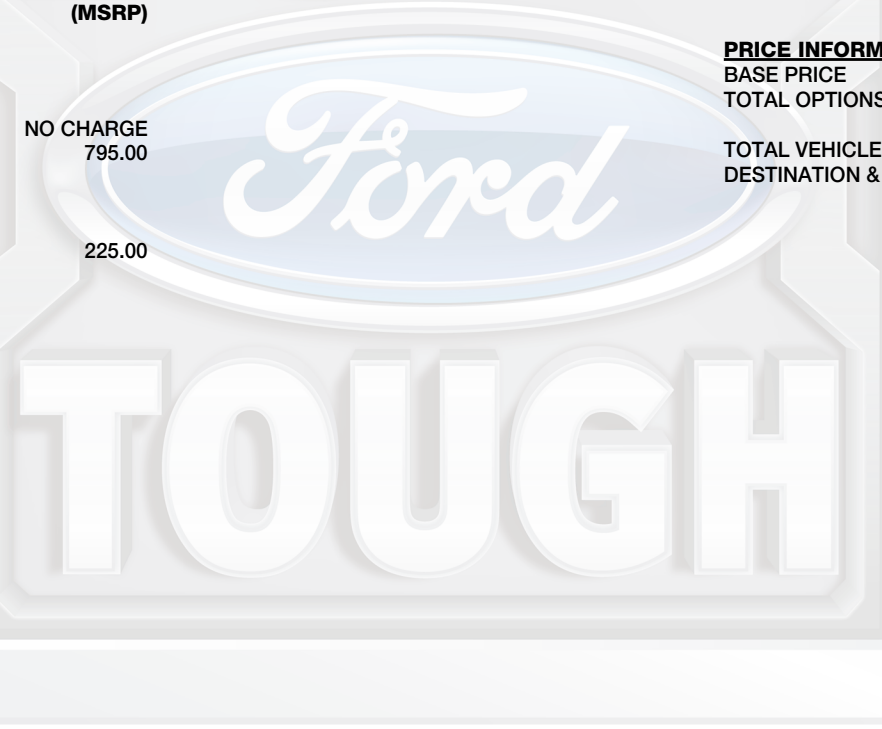 (MSRP)
NO CHARGE
795.00
225.00
PRICE INFORM
BASE PRICE
TOTAL OPTIONS
TOTAL VEHICLE
DESTINATION &
Ford
TOUGH